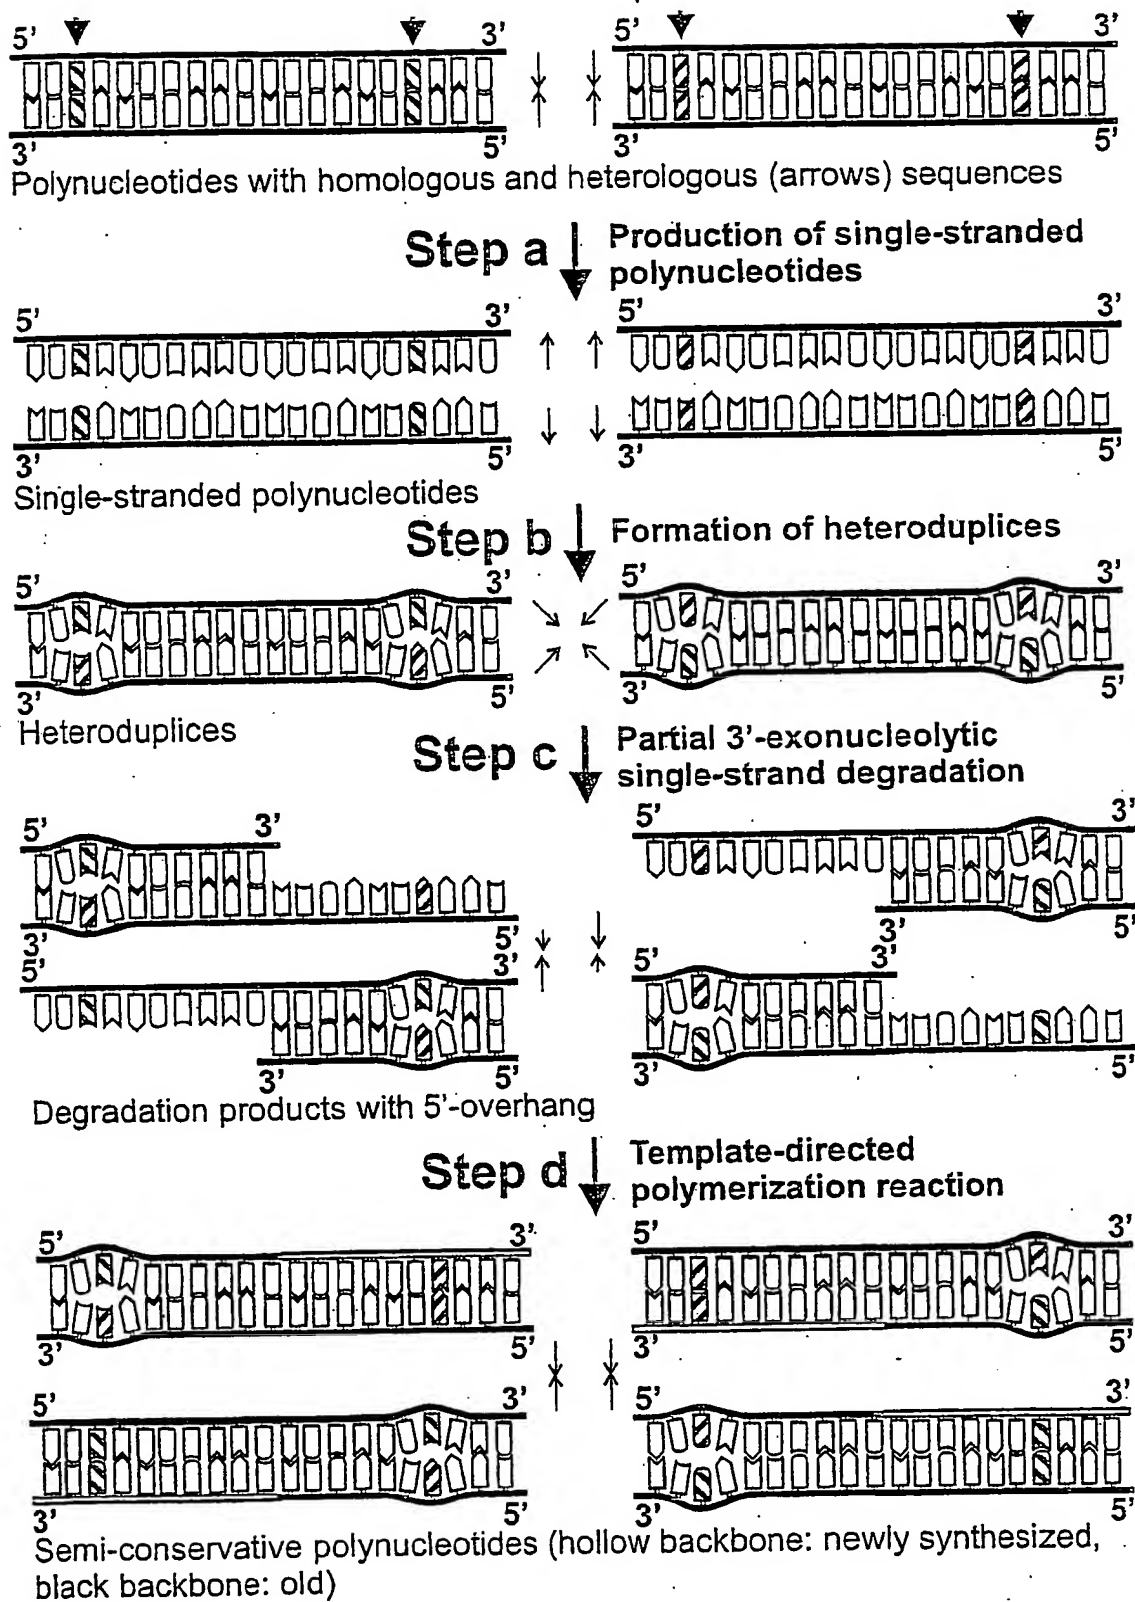 5' 3' 5' 3'
3' 5' 3' 5'
Polynucleotides with homologous and heterologous (arrows) sequences
Step a Production of single-stranded
polynucleotides
5' 3' 5' 3'
3' 5' 3' 5'
Single-stranded polynucleotides
Step b Formation of heteroduplices
5' 3' 5' 3'
3' 5' 3' 5'
Heteroduplices
Step c Partial 3'-exonucleolytic
single-strand degradation
5' 3' 5' 3'
3' 5' 3' 5'
5' 3' 5' 3'
3' 5' 3' 5'
Degradation products with 5'-overhang
Step d Template-directed
polymerization reaction
5' 3' 5' 3'
3' 5' 3' 5'
5' 3' 5' 3'
3' 5' 3' 5'
Semi-conservative polynucleotides (hollow backbone: newly synthesized,
black backbone: old)